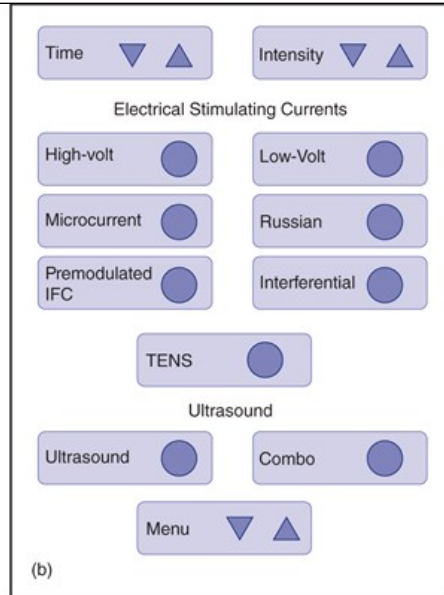 Time
Intensity
Electrical Stimulating Currents
High-volt
Low-Volt
Microcurrent
Russian
Premodulated
IFC
Interferential
TENS
Ultrasound
Ultrasound
Combo
Menu
(b)